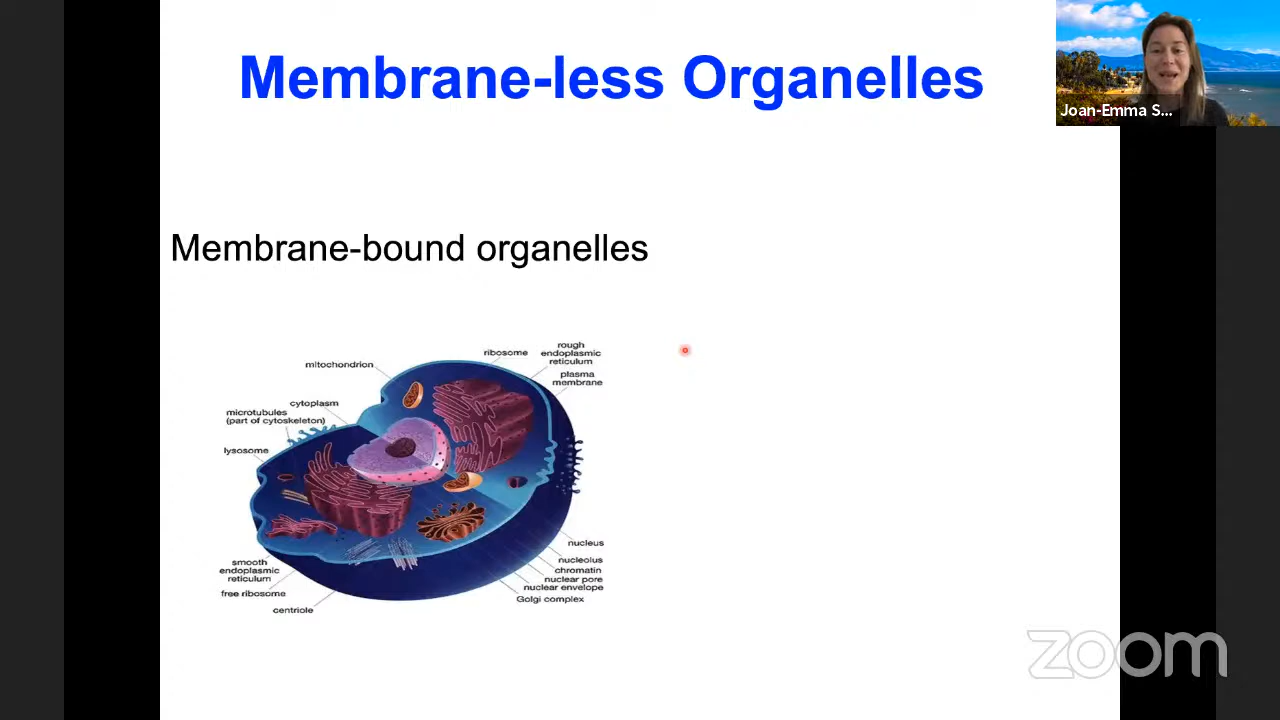 Membrane-less Organelles
Joan-Emma S...
Membrane-bound organelles
mitochondrion
ribosome
rough
endoplasmic
reticulum
plasma
membrane
cytoplasm
microtubules
(part of cytoskeleton)
lysosome
nucleus
nucleolus
chromatin
nuclear pore
nuclear envelope
Golgi complex
smooth
endoplasmic
reticulum
free ribosome
centriole
zoom